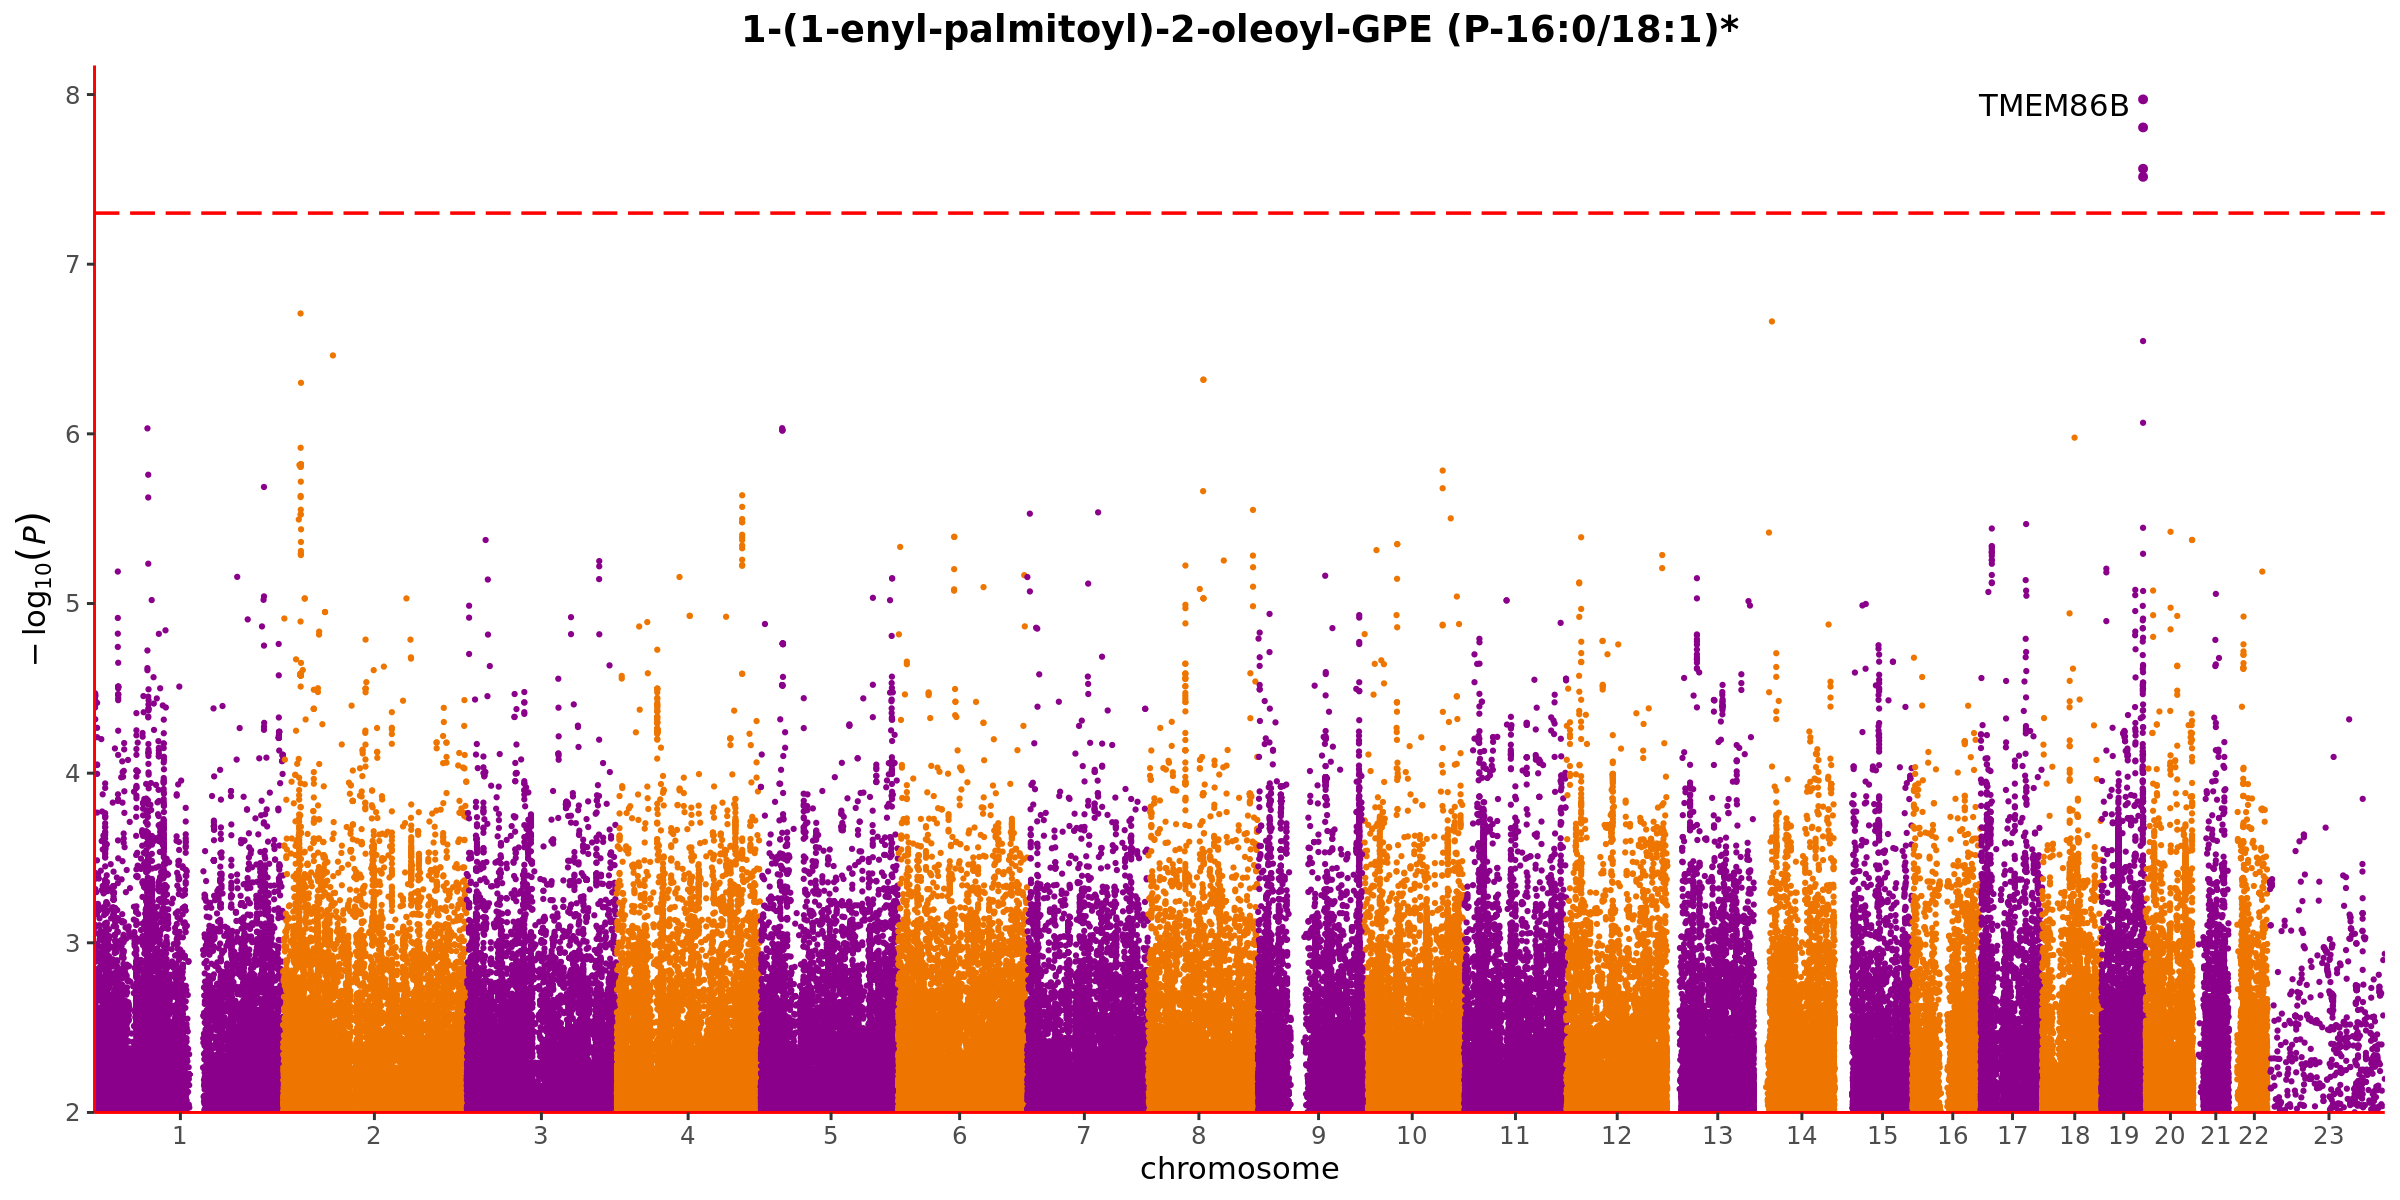 1-(1-enyl-palmitoyl)-2-oleoyl-GPE (P-16:0/18:1)*
8
TMEM86B
7
6
5
4
3
2
− log10(P)
1 2 3 4 5 6 7 8 9 10 11 12 13 14 15 16 17 18 19 20 21 22 23
chromosome